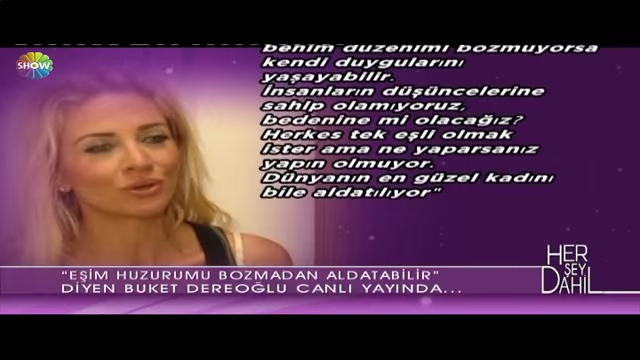 SHOW
benim düzenimi bozmuyorsa
kendi duygularını
yaşayabilir.
İnsanların düşüncelerine
sahip olamıyoruz,
bedenine mi olacağız?
Herkes tek eşli olmak
ister ama ne yaparsanız
yapın olmuyor.
Dünyanın en güzel kadını
bile aldatılıyor"
HER
ŞEY
DAHİL
"EŞİM HUZURUMU BOZMADAN ALDATABİLİR"
DİYEN BUKET DEREOĞLU CANLI YAYINDA...